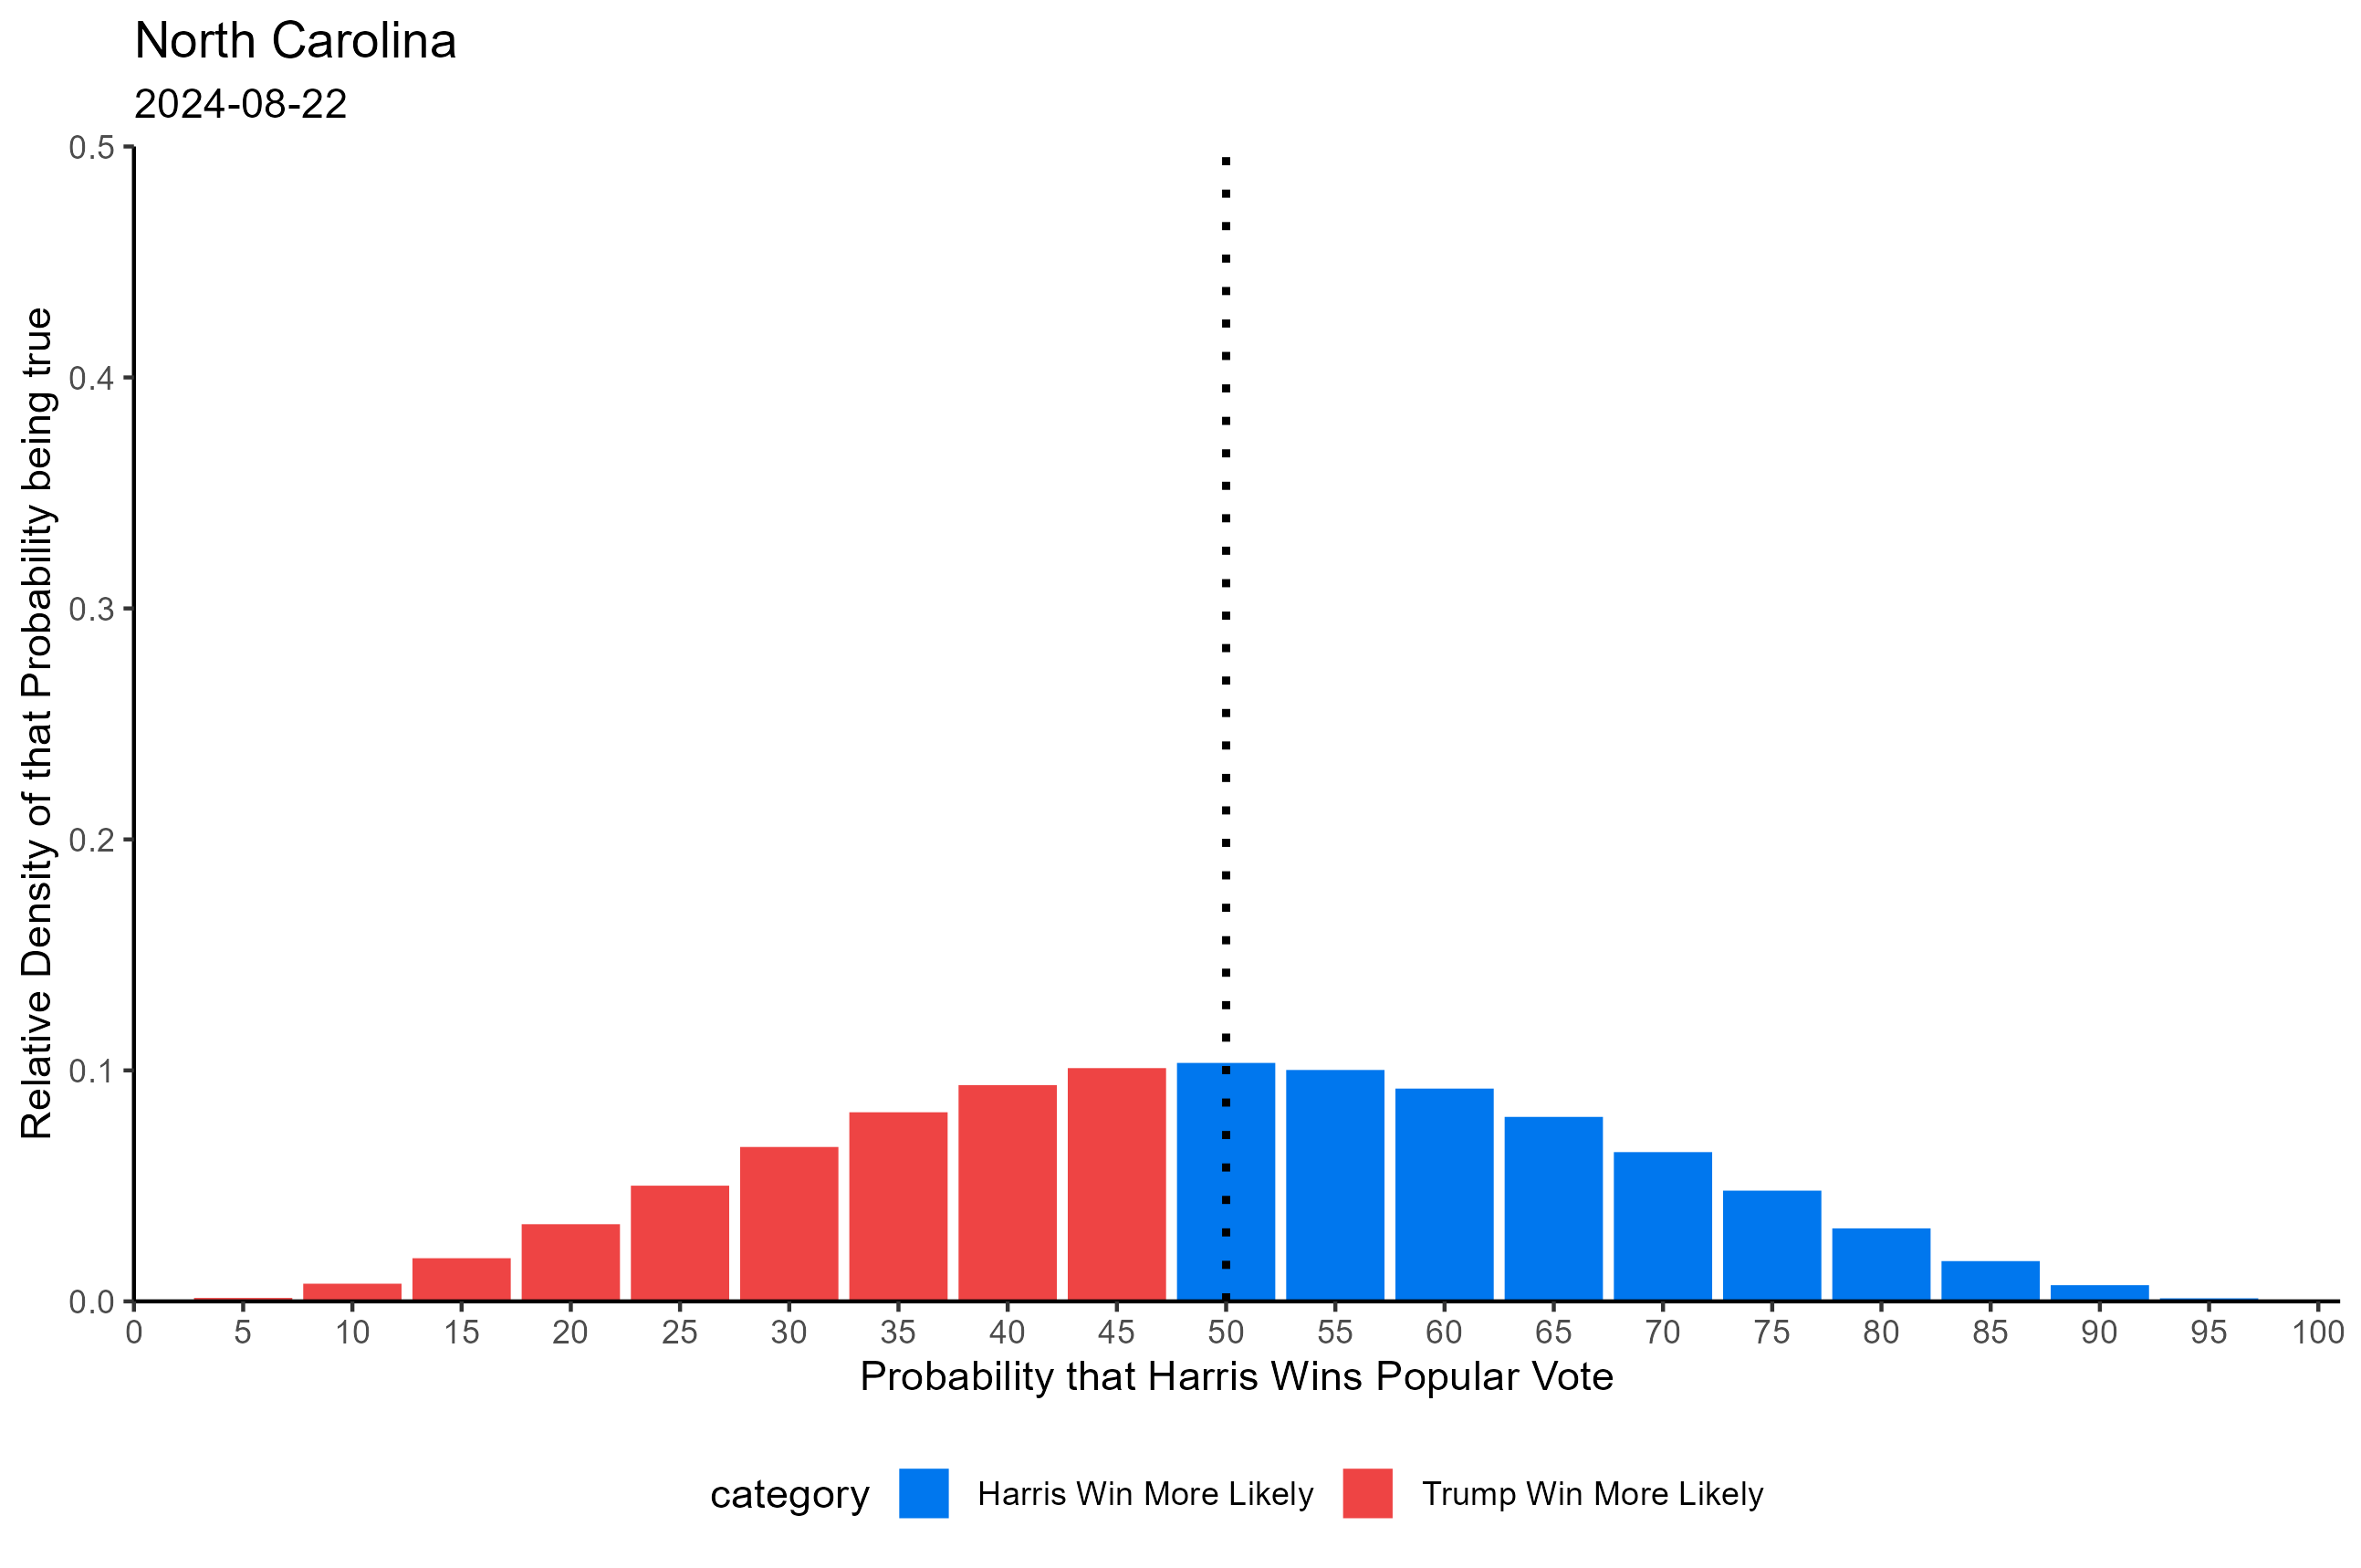 North Carolina
2024-08-22
Relative Density of that Probability being true
0.5
0.4
0.3
0.2
0.1
0.0
0 5 10 15 20 25 30 35 40 45 50 55 60 65 70 75 80 85 90 95 100
Probability that Harris Wins Popular Vote
category Harris Win More Likely Trump Win More Likely